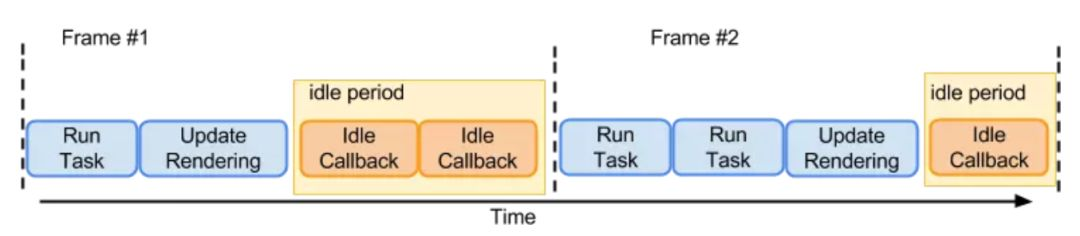 Frame #1
Frame #2
idle period
idle period
Run
Task
Update
Rendering
Idle
Callback
Idle
Callback
Run
Task
Run
Task
Update
Rendering
Idle
Callback
Time